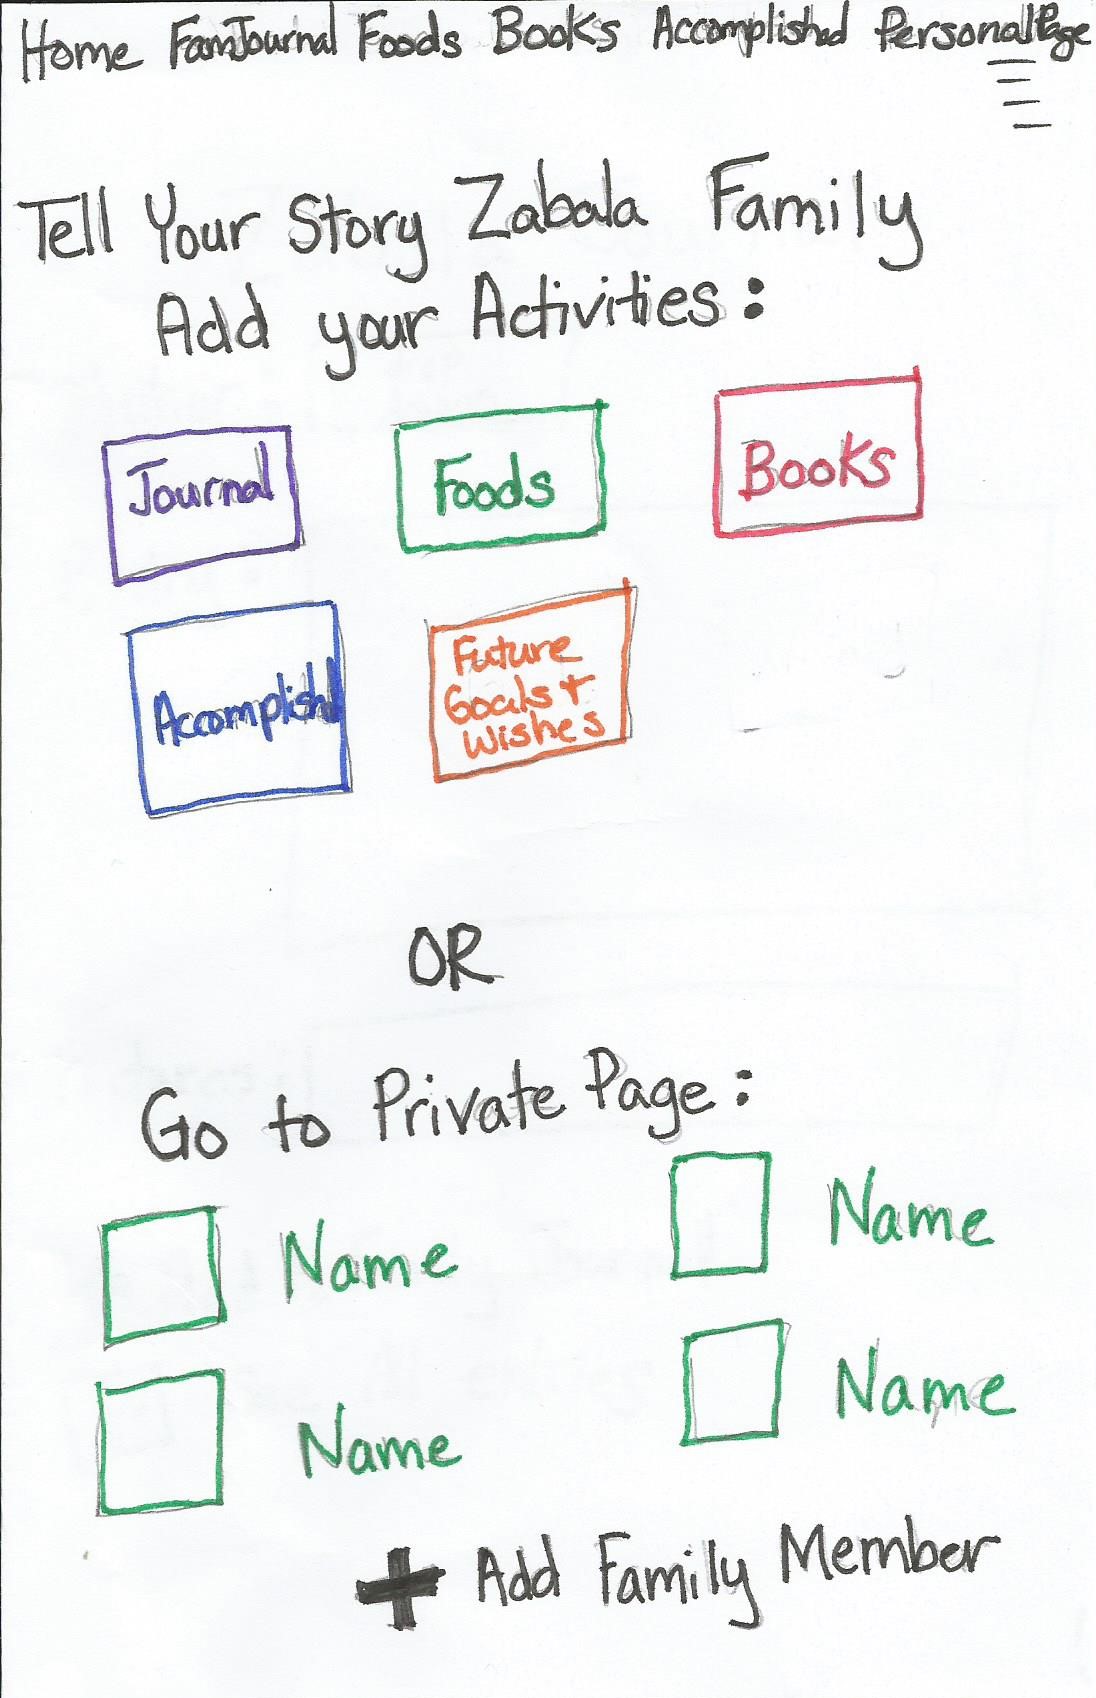 Home FamJournal Foods Books Accomplished PersonalPage
Tell Your Story Zabala Family
Add your Activities:
Journal Foods Books
Accomplishd
Future
Goals +
Wishes
OR
Go to Private Page:
Name Name
Name Name
+ Add Family Member